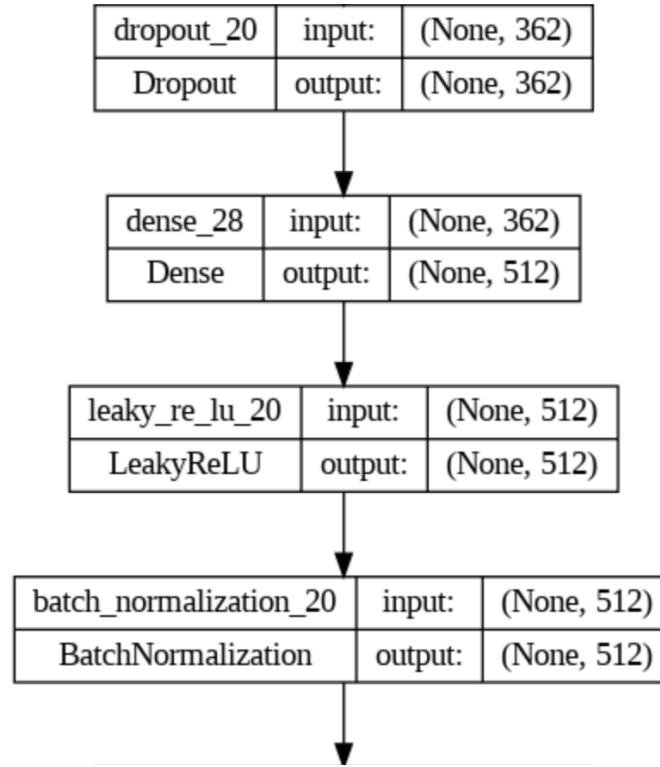 dropout_20 input: (None, 362)
Dropout output: (None, 362)
dense_28 input: (None, 362)
Dense output: (None, 512)
leaky_re_lu_20 input: (None, 512)
LeakyReLU output: (None, 512)
batch_normalization_20 input: (None, 512)
BatchNormalization output: (None, 512)